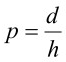 p = d/h